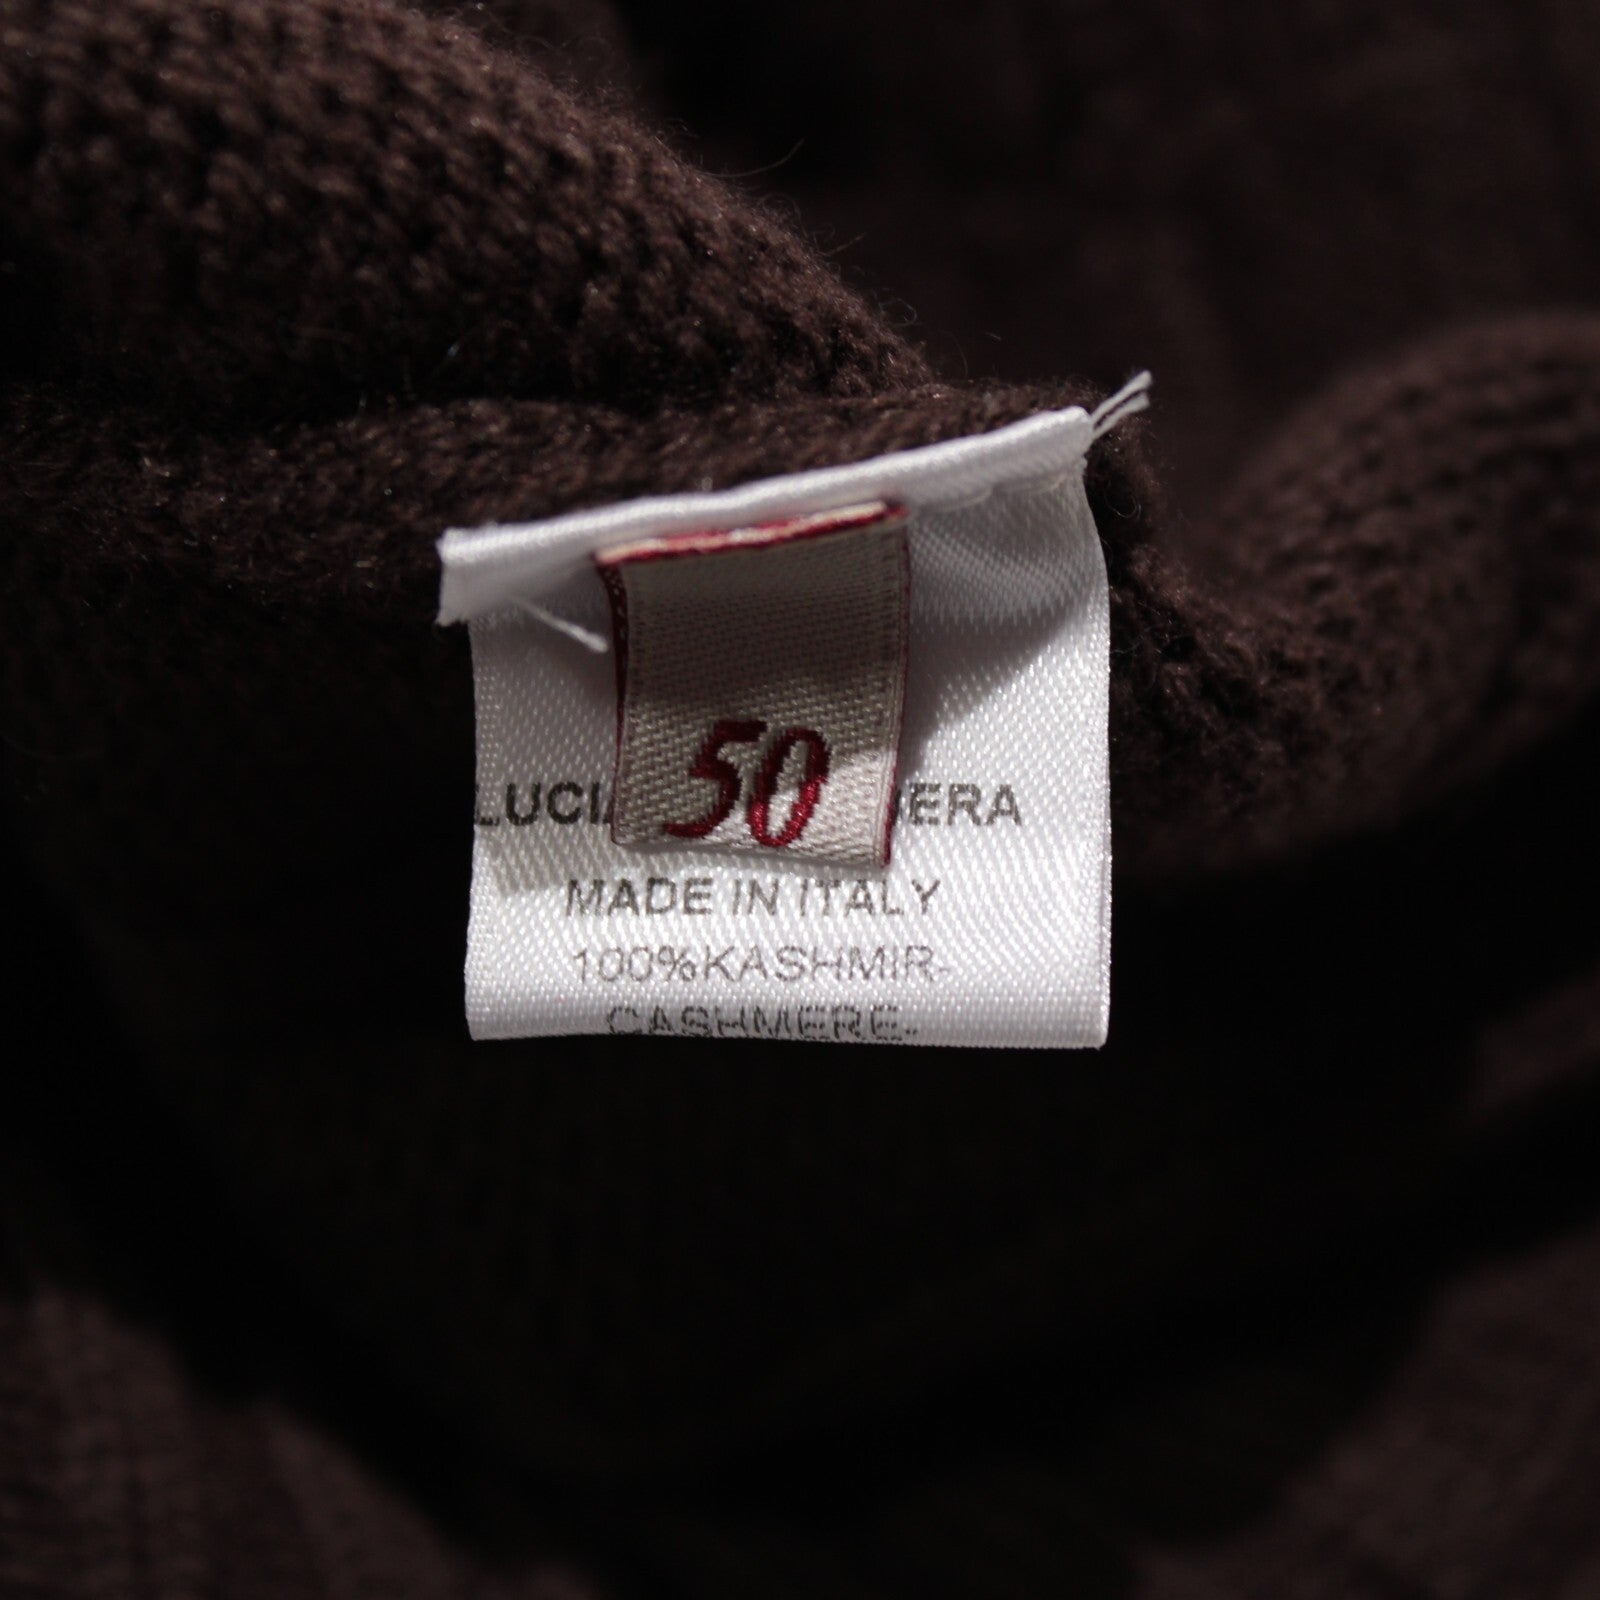 50
MADE IN ITALY
100%KASHMIR-
CASHMERE-